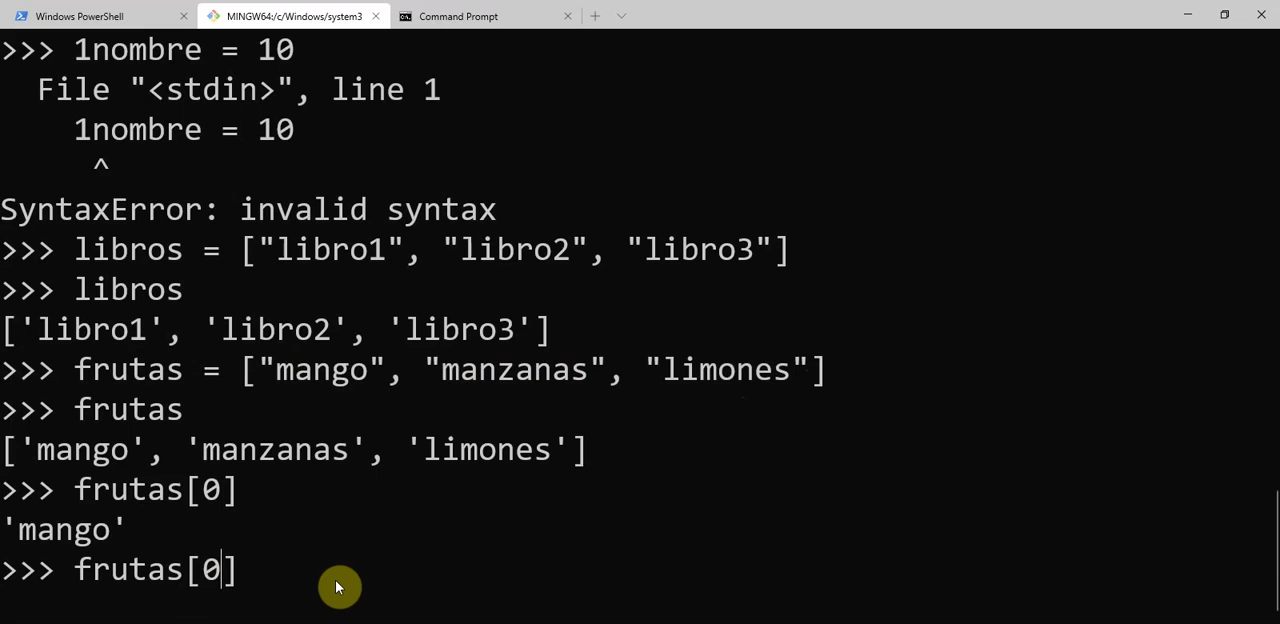 Windows PowerShell
MINGW64:/c/Windows/system3
Command Prompt
>>> 1nombre = 10
  File "<stdin>", line 1
    1nombre = 10
     ^
SyntaxError: invalid syntax
>>> libros = ["libro1", "libro2", "libro3"]
>>> libros
['libro1', 'libro2', 'libro3']
>>> frutas = ["mango", "manzanas", "limones"]
>>> frutas
['mango', 'manzanas', 'limones']
>>> frutas[0]
'mango'
>>> frutas[0]